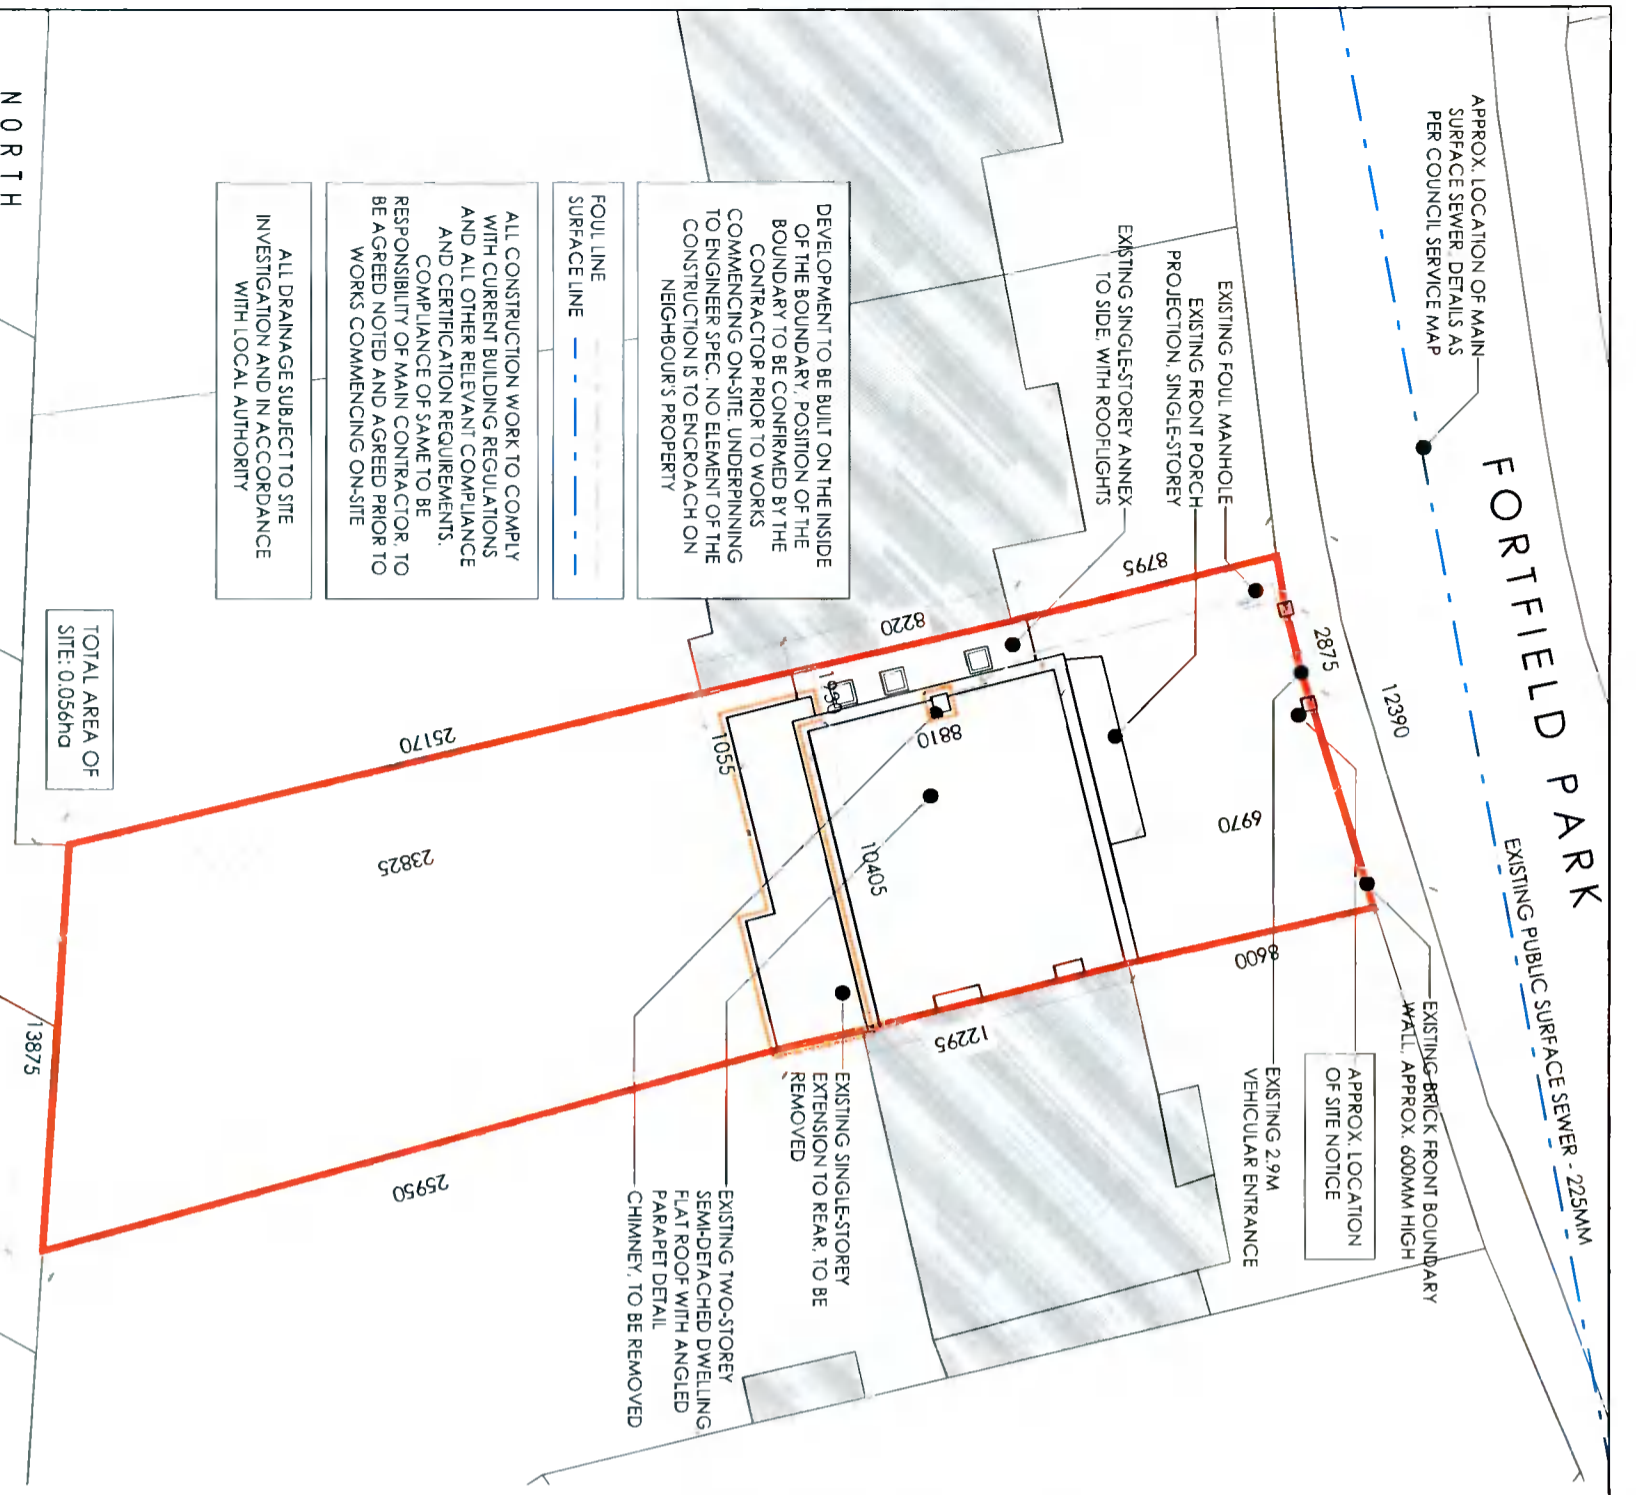 FORTFIELD PARK
APPROX. LOCATION OF MAIN
SURFACE SEWER, DETAILS AS
PER COUNCIL SERVICE MAP
EXISTING PUBLIC SURFACE SEWER - 225MM
EXISTING FOUL MANHOLE
EXISTING FRONT PORCH
PROJECTION, SINGLE-STOREY
EXISTING SINGLE-STOREY ANNEX
TO SIDE, WITH ROOFLIGHTS
EXISTING BRICK FRONT BOUNDARY
WALL, APPROX. 600MM HIGH
APPROX. LOCATION
OF SITE NOTICE
EXISTING 2.9M
VEHICULAR ENTRANCE
12390
2875
8795
6970
8600
8220
1930
8810
10405
12295
1055
25170
23825
25950
13875
EXISTING SINGLE-STOREY
EXTENSION TO REAR, TO BE
REMOVED
EXISTING TWO-STOREY
SEMI-DETACHED DWELLING
FLAT ROOF WITH ANGLED
PARAPET DETAIL
CHIMNEY, TO BE REMOVED
DEVELOPMENT TO BE BUILT ON THE INSIDE
OF THE BOUNDARY, POSITION OF THE
BOUNDARY TO BE CONFIRMED BY THE
CONTRACTOR PRIOR TO WORKS
COMMENCING ON-SITE. UNDERPINNING
TO ENGINEER SPEC. NO ELEMENT OF THE
CONSTRUCTION IS TO ENCROACH ON
NEIGHBOUR'S PROPERTY
FOUL LINE
SURFACE LINE
ALL CONSTRUCTION WORK TO COMPLY
WITH CURRENT BUILDING REGULATIONS
AND ALL OTHER RELEVANT COMPLIANCE
AND CERTIFICATION REQUIREMENTS.
COMPLIANCE OF SAME TO BE
RESPONSIBILITY OF MAIN CONTRACTOR, TO
BE AGREED NOTED AND AGREED PRIOR TO
WORKS COMMENCING ON-SITE
ALL DRAINAGE SUBJECT TO SITE
INVESTIGATION AND IN ACCORDANCE
WITH LOCAL AUTHORITY
TOTAL AREA OF
SITE: 0.056ha
NORTH